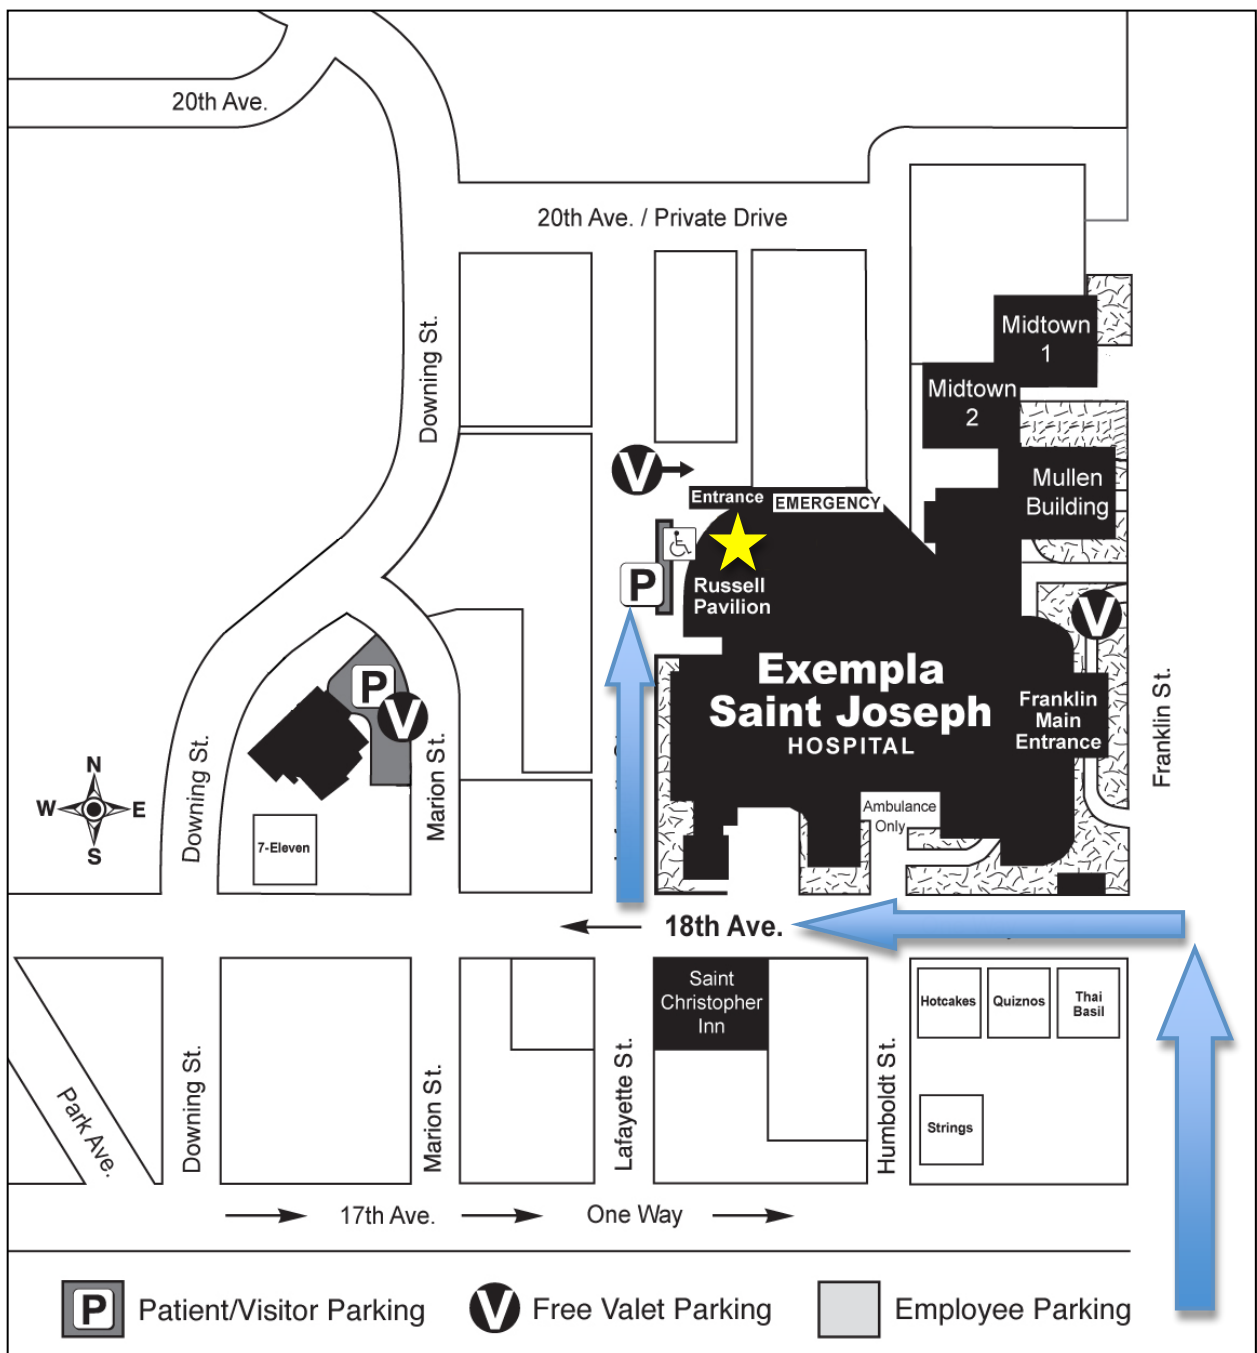 20th Ave.
20th Ave. / Private Drive
Downing St.
Midtown
1
Midtown
2
V
Mullen
Building
Entrance
EMERGENCY
P
Russell
Pavilion
V
Exempla
Saint Joseph
HOSPITAL
Franklin
Main
Entrance
Franklin St.
P
V
N
W E
S
Downing St.
Marion St.
7-Eleven
Ambulance
Only
18th Ave.
Saint
Christopher
Inn
Hotcakes
Quiznos
Thai
Basil
Strings
Park Ave.
Downing St.
Marion St.
Lafayette St.
Humboldt St.
17th Ave.
One Way
P Patient/Visitor Parking
V Free Valet Parking
Employee Parking